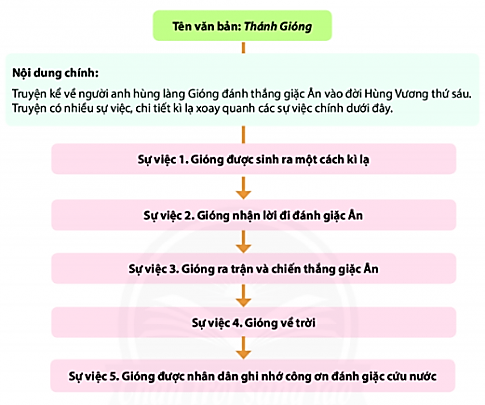 Tên văn bản: Thánh Gióng
Nội dung chính:
Truyện kể về người anh hùng làng Gióng đánh thắng giặc Ân vào đời Hùng Vương thứ sáu.
Truyện có nhiều sự việc, chi tiết kì lạ xoay quanh các sự việc chính dưới đây.
Sự việc 1. Gióng được sinh ra một cách kì lạ
Sự việc 2. Gióng nhận lời đi đánh giặc Ân
Sự việc 3. Gióng ra trận và chiến thắng giặc Ân
Sự việc 4. Gióng về trời
Sự việc 5. Gióng được nhân dân ghi nhớ công ơn đánh giặc cứu nước